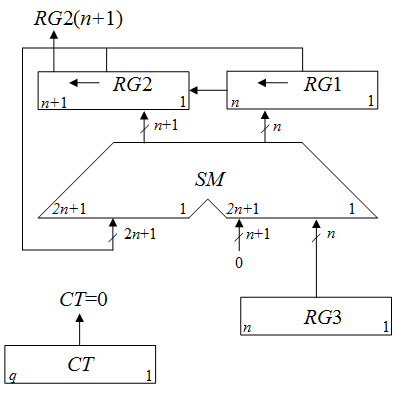 RG2(n+1)
RG2
RG1
n+1 1 n 1
n+1 n
SM
2n+1 1 2n+1 1
2n+1 n+1 n
0
CT=0
RG3
n 1
CT
q 1